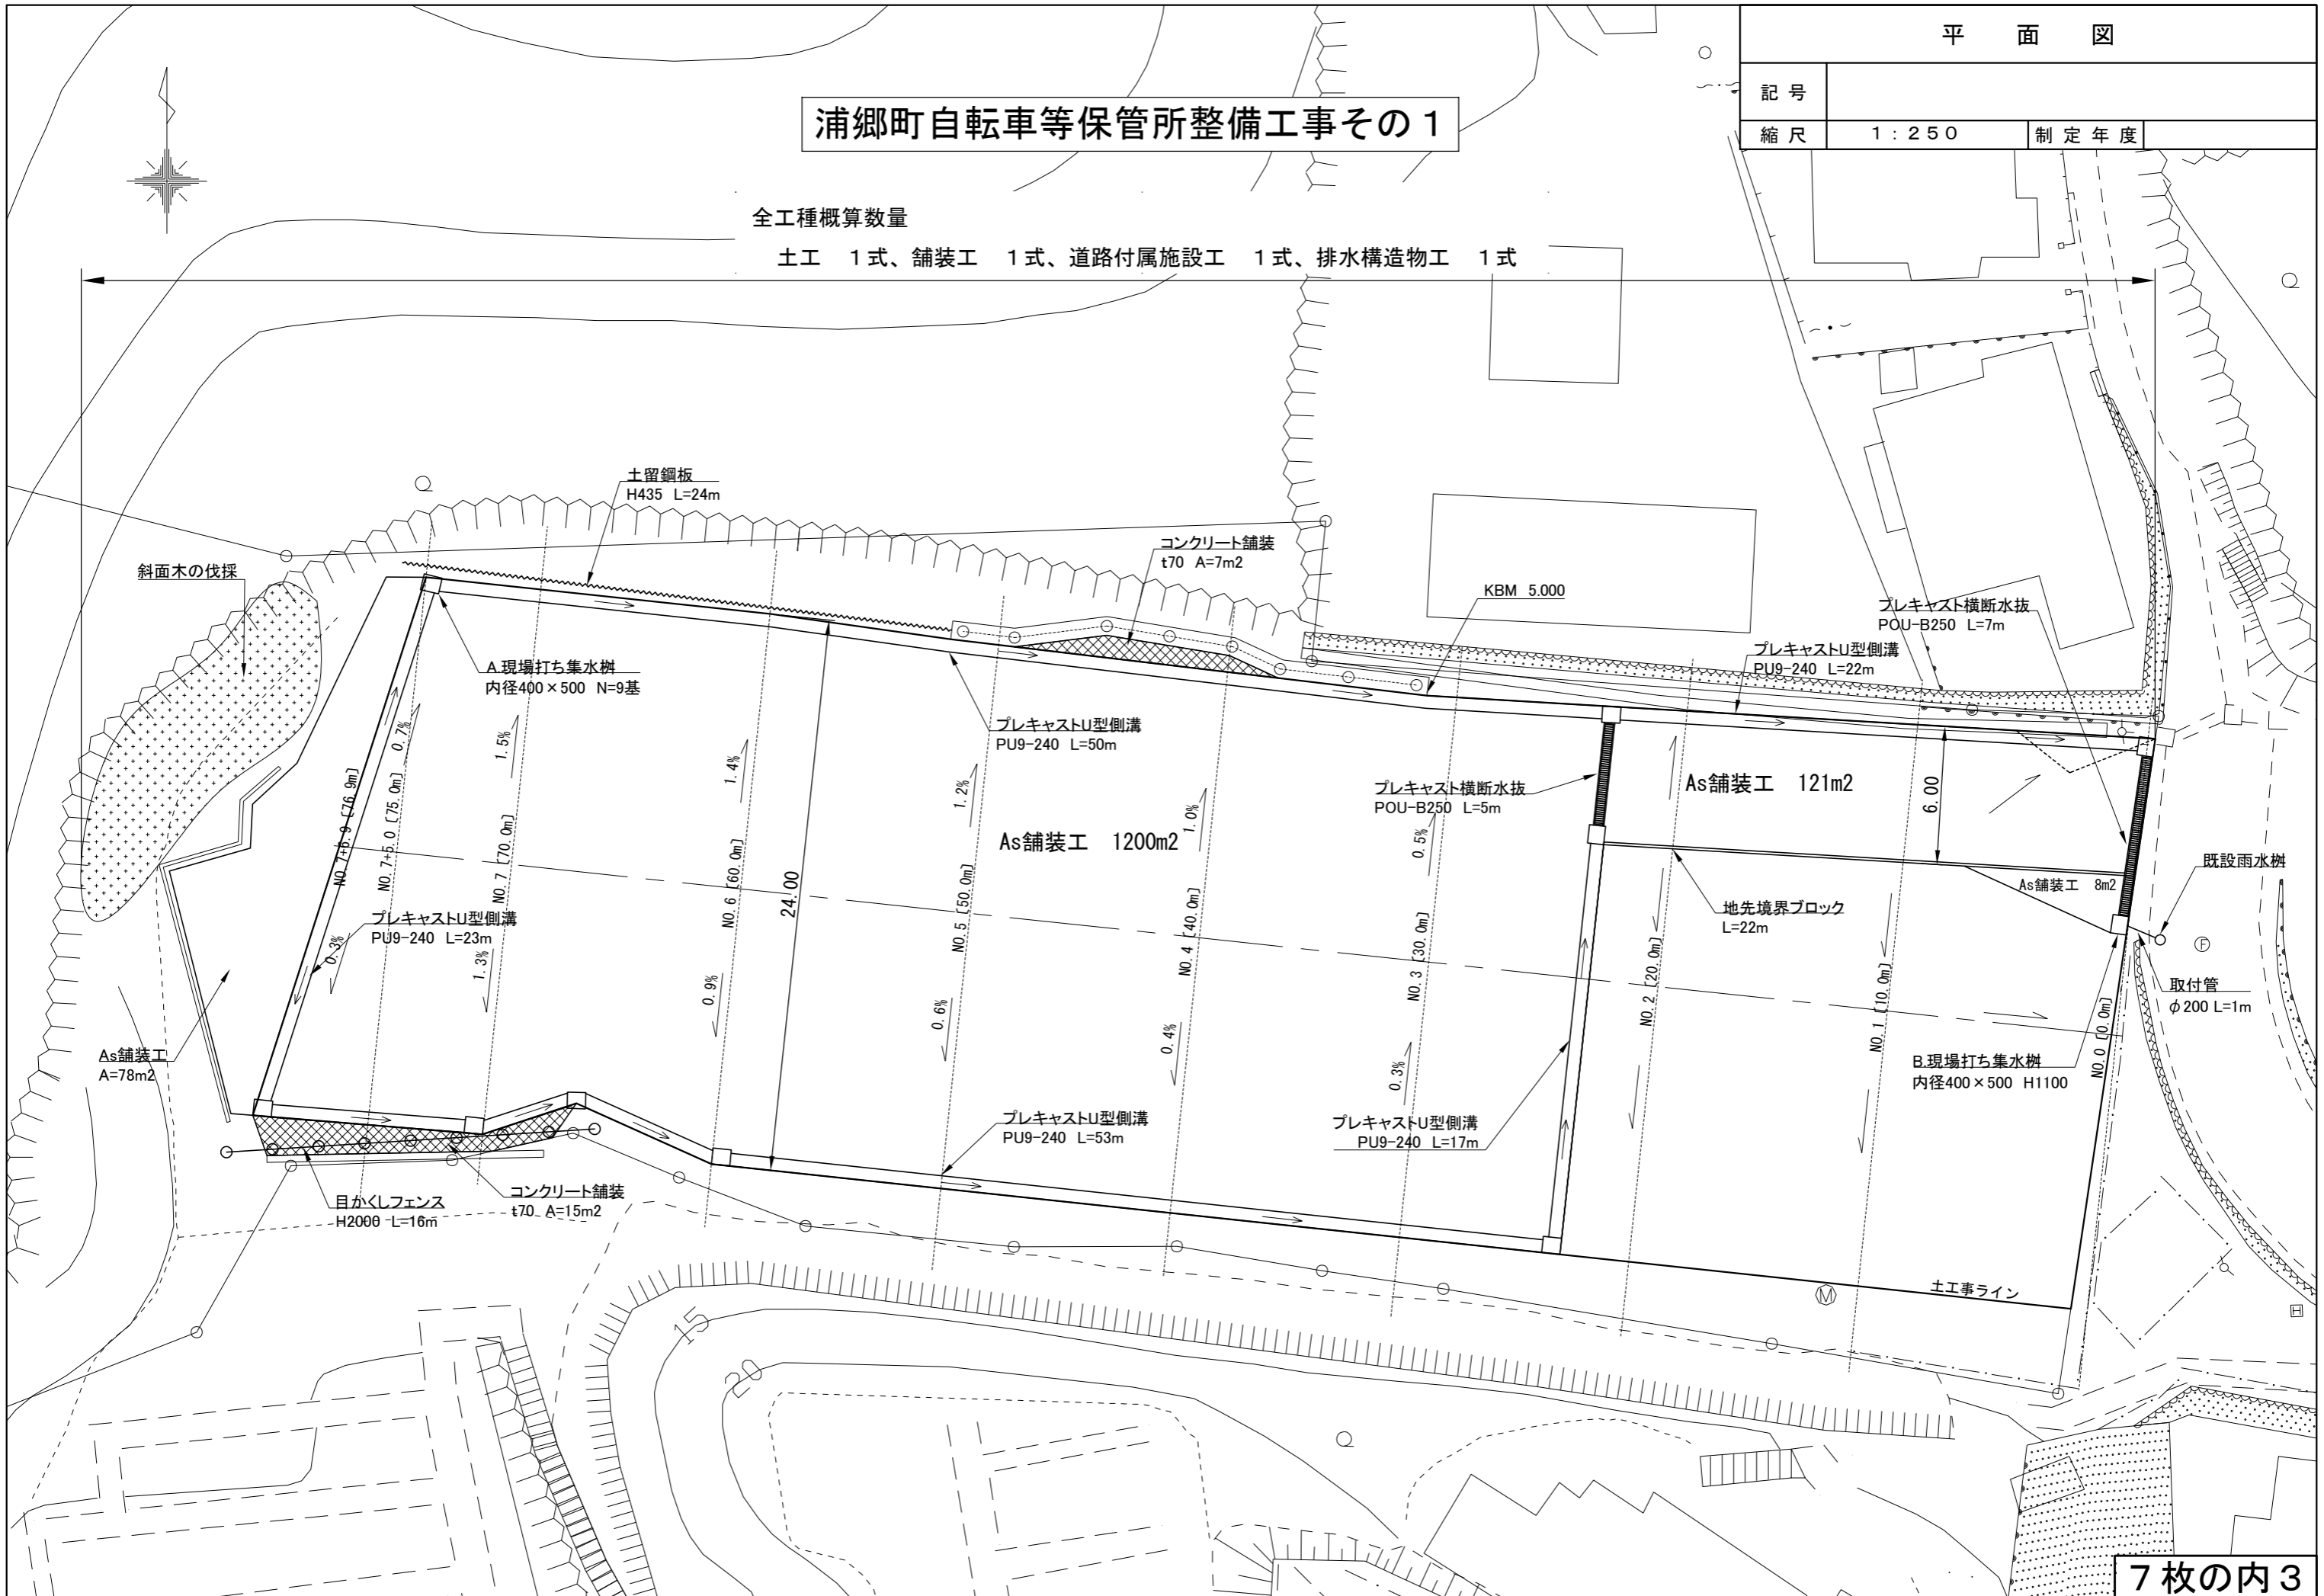 平面図
記号
縮尺 1:250 制定年度
浦郷町自転車等保管所整備工事その1
全工種概算数量
土工 1式、舗装工 1式、道路付属施設工 1式、排水構造物工 1式
土留鋼板
H435 L=24m
斜面木の伐採
コンクリート舗装
t70 A=7m2
KBM 5.000
プレキャスト横断水抜
POU-B250 L=7m
プレキャストU型側溝
PU9-240 L=22m
A.現場打ち集水桝
内径400×500 N=9基
プレキャストU型側溝
PU9-240 L=50m
プレキャスト横断水抜
POU-B250 L=5m
As舗装工 121m2
6.00
As舗装工 1200m2
24.00
既設雨水桝
As舗装工 8m2
地先境界ブロック
L=22m
プレキャストU型側溝
PU9-240 L=23m
取付管
φ200 L=1m
B.現場打ち集水桝
内径400×500 H1100
As舗装工
A=78m2
プレキャストU型側溝
PU9-240 L=53m
プレキャストU型側溝
PU9-240 L=17m
目かくしフェンス
H2000 L=16m
コンクリート舗装
t70 A=15m2
土工事ライン
NO.7+6.9 [76.9m]
NO.7+5.0 [75.0m]
NO.7 [70.0m]
NO.6 [60.0m]
NO.5 [50.0m]
NO.4 [40.0m]
NO.3 [30.0m]
NO.2 [20.0m]
NO.1 [10.0m]
NO.0 [0.0m]
0.7%
1.5%
1.4%
1.2%
1.0%
0.5%
0.3%
1.3%
0.9%
0.6%
0.4%
0.3%
15
20
M
F
H
7枚の内3